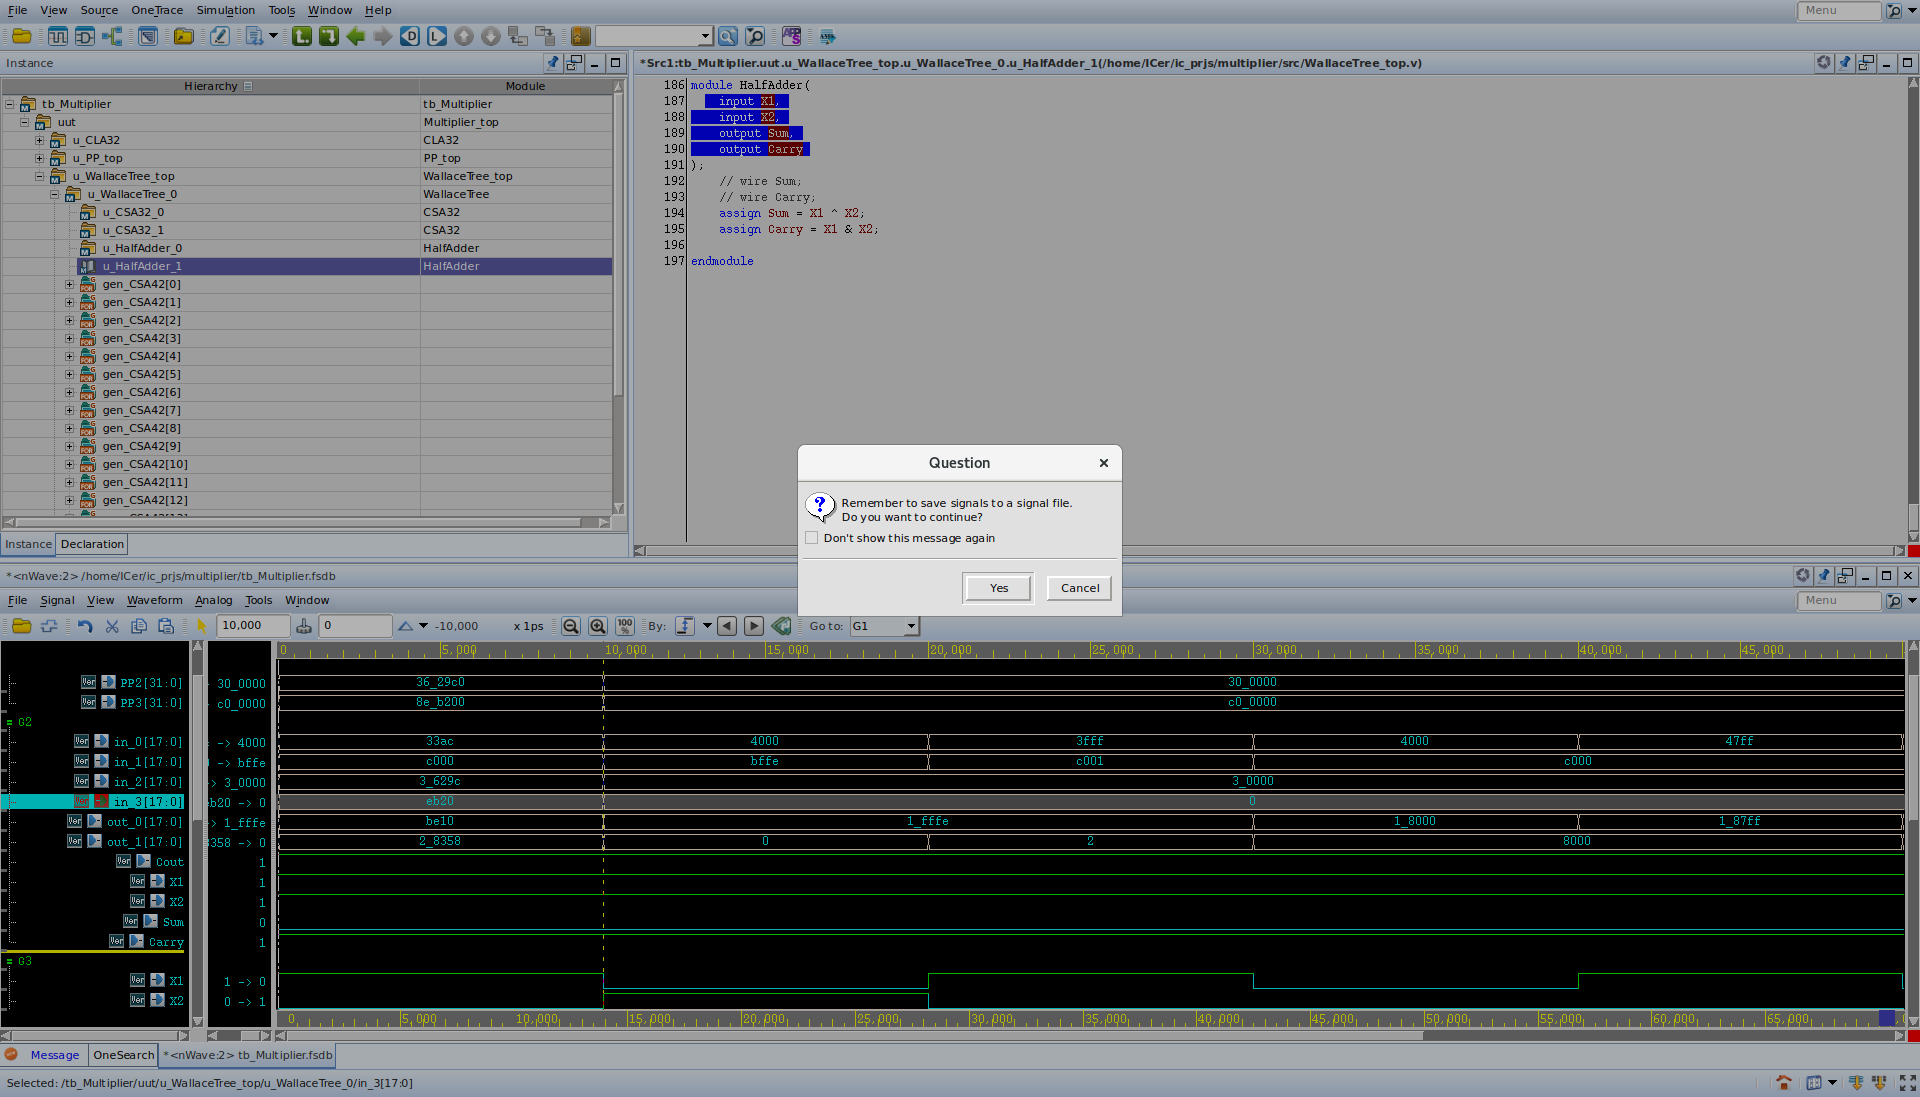 File View Source OneTrace Simulation Tools Window Help
Menu
Instance
*Src1:tb_Multiplier.uut.u_WallaceTree_top.u_WallaceTree_0.u_HalfAdder_1(/home/ICer/ic_prjs/multiplier/src/WallaceTree_top.v)
Hierarchy Module
tb_Multiplier tb_Multiplier
uut Multiplier_top
u_CLA32 CLA32
u_PP_top PP_top
u_WallaceTree_top WallaceTree_top
u_WallaceTree_0 WallaceTree
u_CSA32_0 CSA32
u_CSA32_1 CSA32
u_HalfAdder_0 HalfAdder
u_HalfAdder_1 HalfAdder
gen_CSA42[0]
gen_CSA42[1]
gen_CSA42[2]
gen_CSA42[3]
gen_CSA42[4]
gen_CSA42[5]
gen_CSA42[6]
gen_CSA42[7]
gen_CSA42[8]
gen_CSA42[9]
gen_CSA42[10]
gen_CSA42[11]
gen_CSA42[12]
Instance Declaration
186 module HalfAdder(
187 input X1,
188 input X2,
189 output Sum,
190 output Carry
191 );
192 // wire Sum;
193 // wire Carry;
194 assign Sum = X1 ^ X2;
195 assign Carry = X1 & X2;
196
197 endmodule
Question
Remember to save signals to a signal file.
Do you want to continue?
Don't show this message again
Yes Cancel
*<nWave:2> /home/ICer/ic_prjs/multiplier/tb_Multiplier.fsdb
File Signal View Waveform Analog Tools Window
Menu
10,000 0 -10,000 x 1ps 100% By: Go to: G1
0 5,000 10,000 15,000 20,000 25,000 30,000 35,000 40,000 45,000
PP2[31:0] 30_0000 36_29c0 30_0000
PP3[31:0] c0_0000 8e_b200 c0_0000
G2
in_0[17:0] -> 4000 33ac 4000 3fff 4000 47ff
in_1[17:0] -> bffe c000 bffe c001 c000
in_2[17:0] > 3_0000 3_629c 3_0000
in_3[17:0] eb20 -> 0 eb20 0
out_0[17:0] > 1_fffe be10 1_fffe 1_8000 1_87ff
out_1[17:0] 8358 -> 0 2_8358 0 2 8000
Cout 1
X1 1
X2 1
Sum 0
Carry 1
G3
X1 1 -> 0
X2 0 -> 1
0 5,000 10,000 15,000 20,000 25,000 30,000 35,000 40,000 45,000 50,000 55,000 60,000 65,000
Message OneSearch *<nWave:2> tb_Multiplier.fsdb
Selected: /tb_Multiplier/uut/u_WallaceTree_top/u_WallaceTree_0/in_3[17:0]